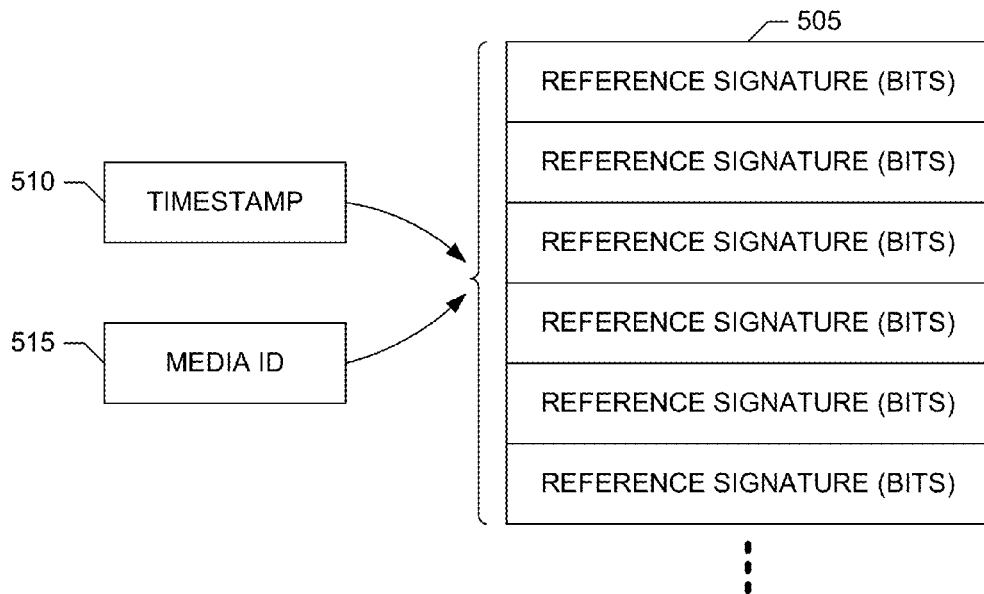 505
REFERENCE SIGNATURE (BITS)
REFERENCE SIGNATURE (BITS)
510
TIMESTAMP
REFERENCE SIGNATURE (BITS)
515
MEDIA ID
REFERENCE SIGNATURE (BITS)
REFERENCE SIGNATURE (BITS)
REFERENCE SIGNATURE (BITS)